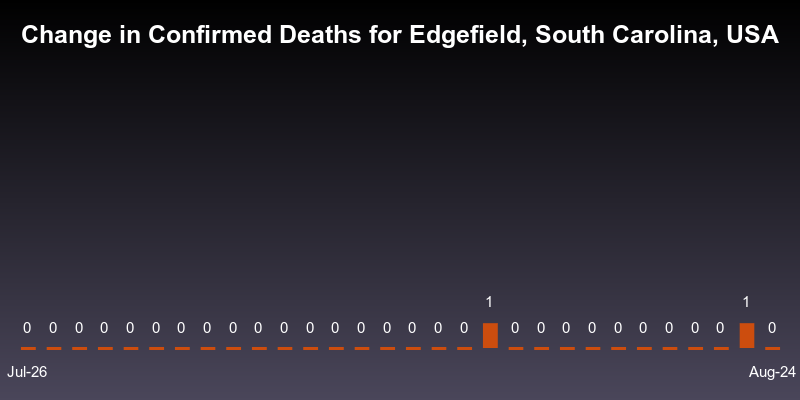 Change in Confirmed Deaths for Edgefield, South Carolina, USA
1 1
0 0 0 0 0 0 0 0 0 0 0 0 0 0 0 0 0 0 0 0 0 0 0 0 0 0 0 0
Jul-26 Aug-24